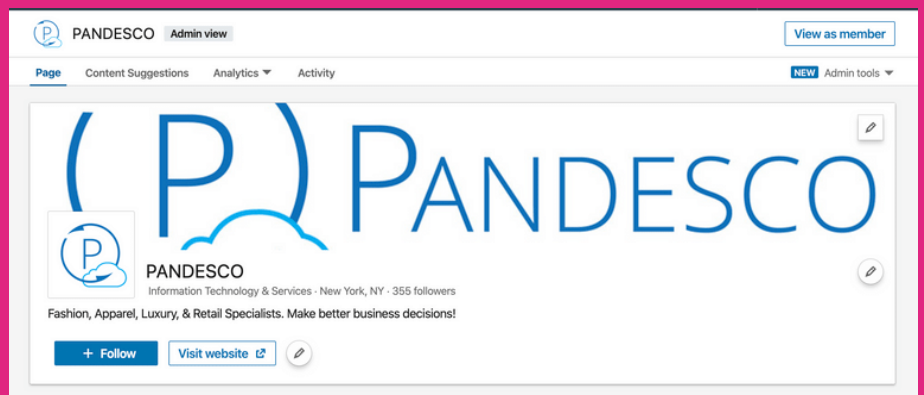 PANDESCO Admin view View as member
Page Content Suggestions Analytics Activity NEW Admin tools
P PANDESCO
P
PANDESCO
Information Technology & Services · New York, NY · 355 followers
Fashion, Apparel, Luxury, & Retail Specialists. Make better business decisions!
+ Follow Visit website